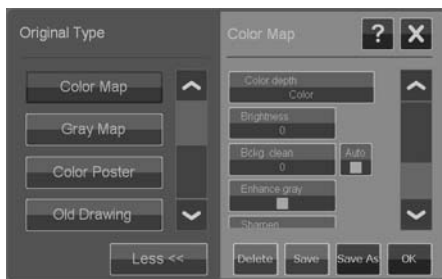 Original Type
Color Map
Gray Map
Color Poster
Old Drawing
Less <<
Color Map
? X
Color depth
Color
Brightness
0
Bckg. clean
0
Auto
Enhance gray
Sharpen
Delete
Save
Save As
OK